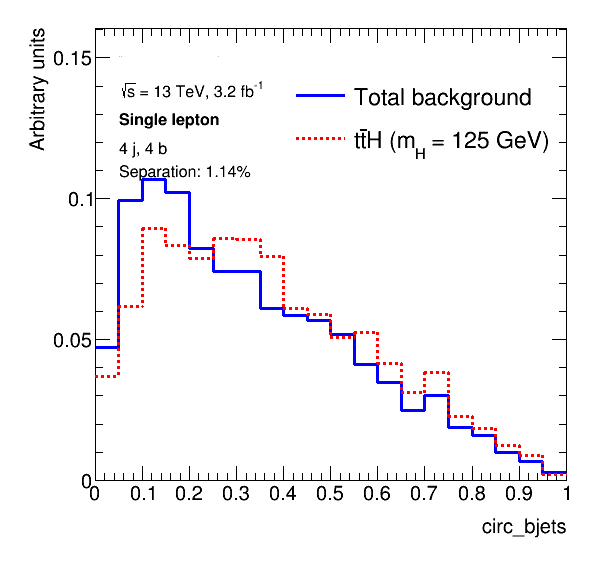 Arbitrary units
0.15
0.1
0.05
0
√s = 13 TeV, 3.2 fb⁻¹
Single lepton
4 j, 4 b
Separation: 1.14%
Total background
tt̄H (m_H = 125 GeV)
0 0.1 0.2 0.3 0.4 0.5 0.6 0.7 0.8 0.9 1
circ_bjets